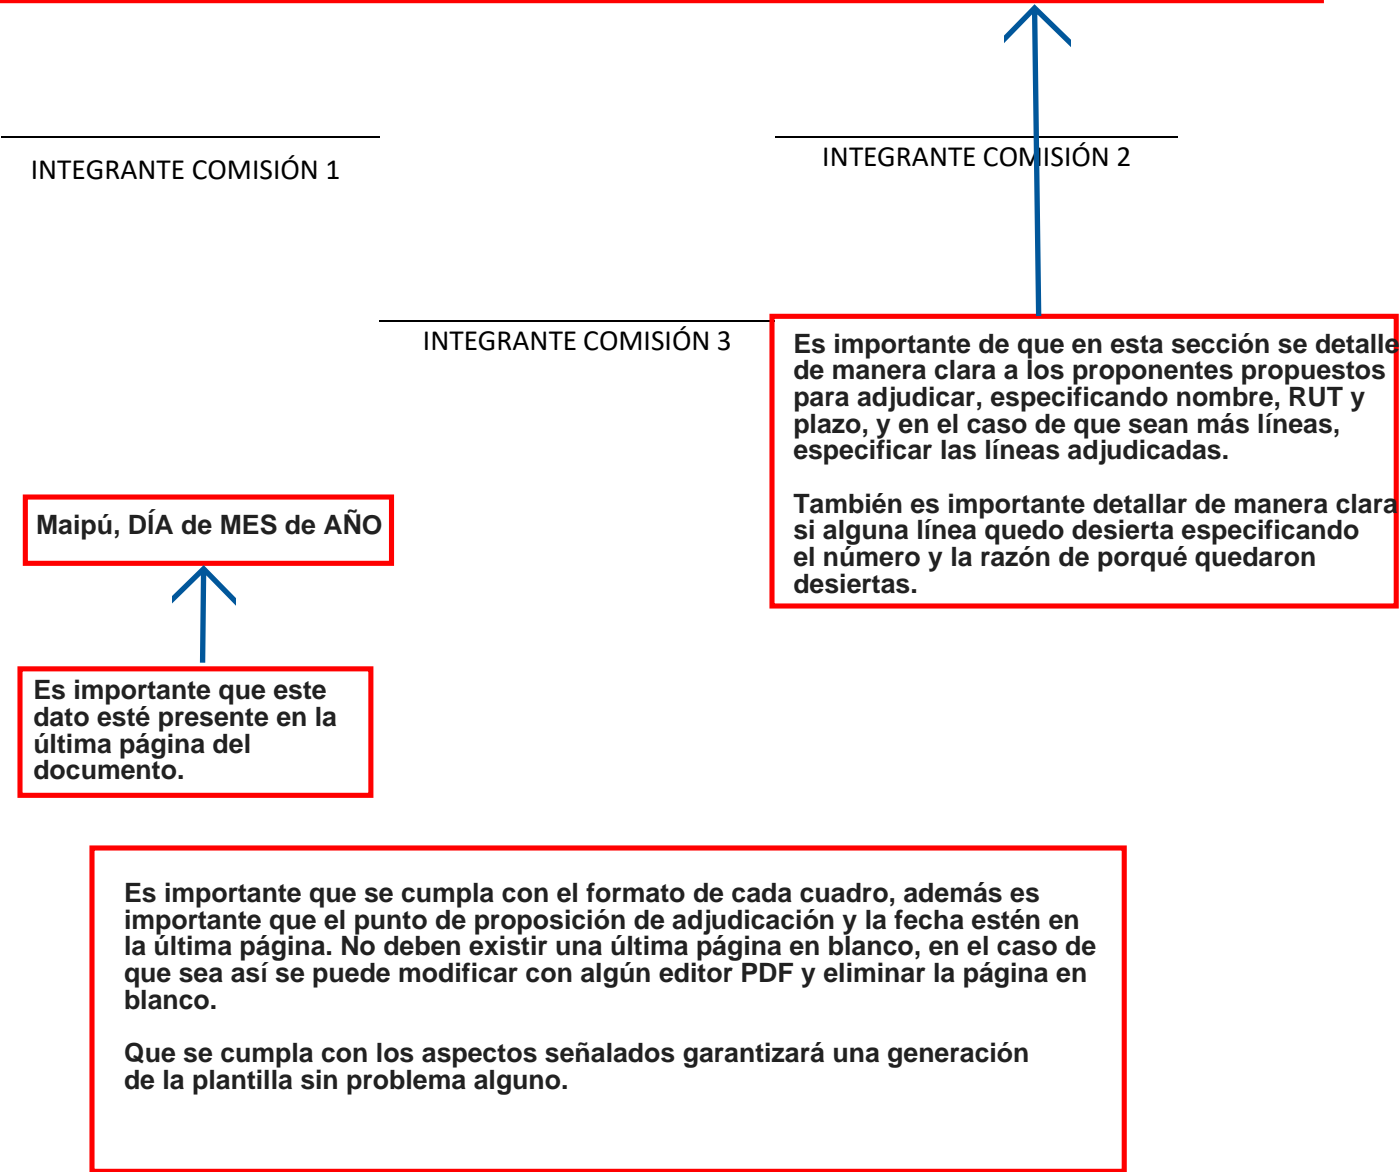 INTEGRANTE COMISIÓN 1
INTEGRANTE COMISIÓN 2
INTEGRANTE COMISIÓN 3
Es importante de que en esta sección se detalle
de manera clara a los proponentes propuestos
para adjudicar, especificando nombre, RUT y
plazo, y en el caso de que sean más líneas,
especificar las líneas adjudicadas.
También es importante detallar de manera clara
si alguna línea quedo desierta especificando
el número y la razón de porqué quedaron
desiertas.
Maipú, DÍA de MES de AÑO
Es importante que este
dato esté presente en la
última página del
documento.
Es importante que se cumpla con el formato de cada cuadro, además es
importante que el punto de proposición de adjudicación y la fecha estén en
la última página. No deben existir una última página en blanco, en el caso de
que sea así se puede modificar con algún editor PDF y eliminar la página en
blanco.
Que se cumpla con los aspectos señalados garantizará una generación
de la plantilla sin problema alguno.